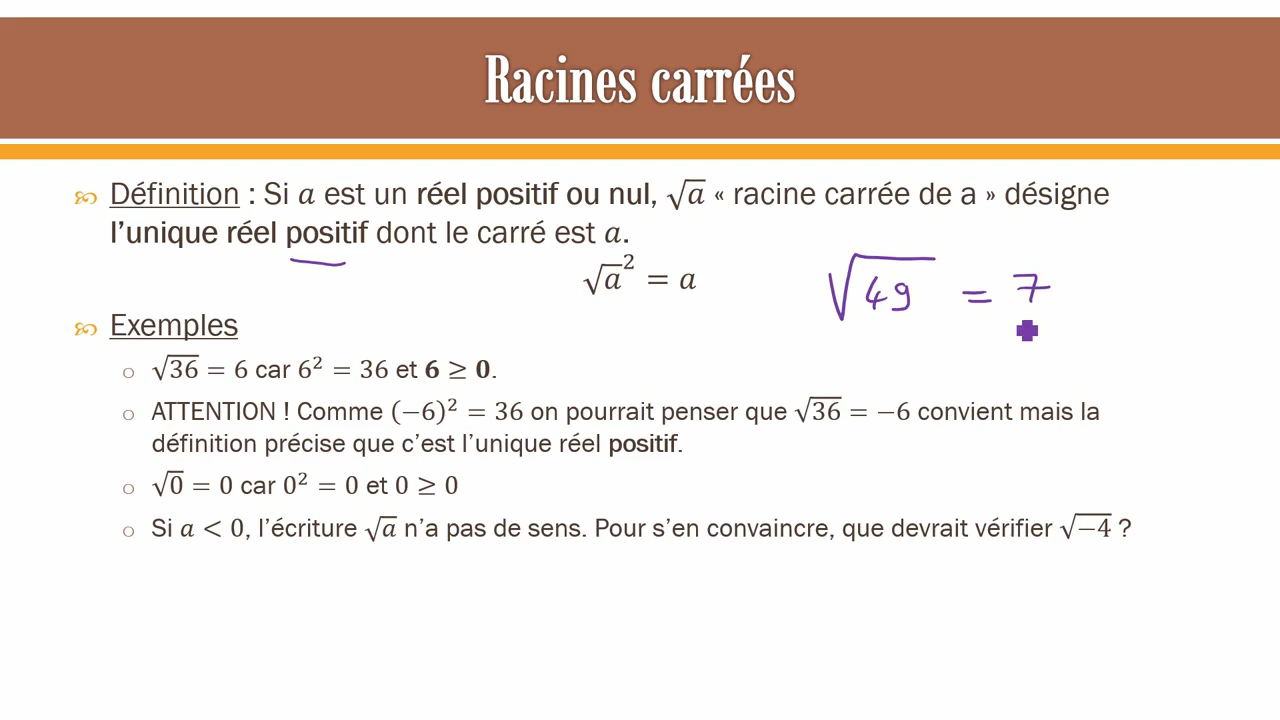 Racines carrées
Définition : Si a est un réel positif ou nul, √a « racine carrée de a » désigne
l'unique réel positif dont le carré est a.
√a² = a
√49 = 7
Exemples
√36 = 6 car 6² = 36 et 6 ≥ 0.
ATTENTION ! Comme (−6)² = 36 on pourrait penser que √36 = −6 convient mais la
définition précise que c'est l'unique réel positif.
√0 = 0 car 0² = 0 et 0 ≥ 0
Si a < 0, l'écriture √a n'a pas de sens. Pour s'en convaincre, que devrait vérifier √−4 ?